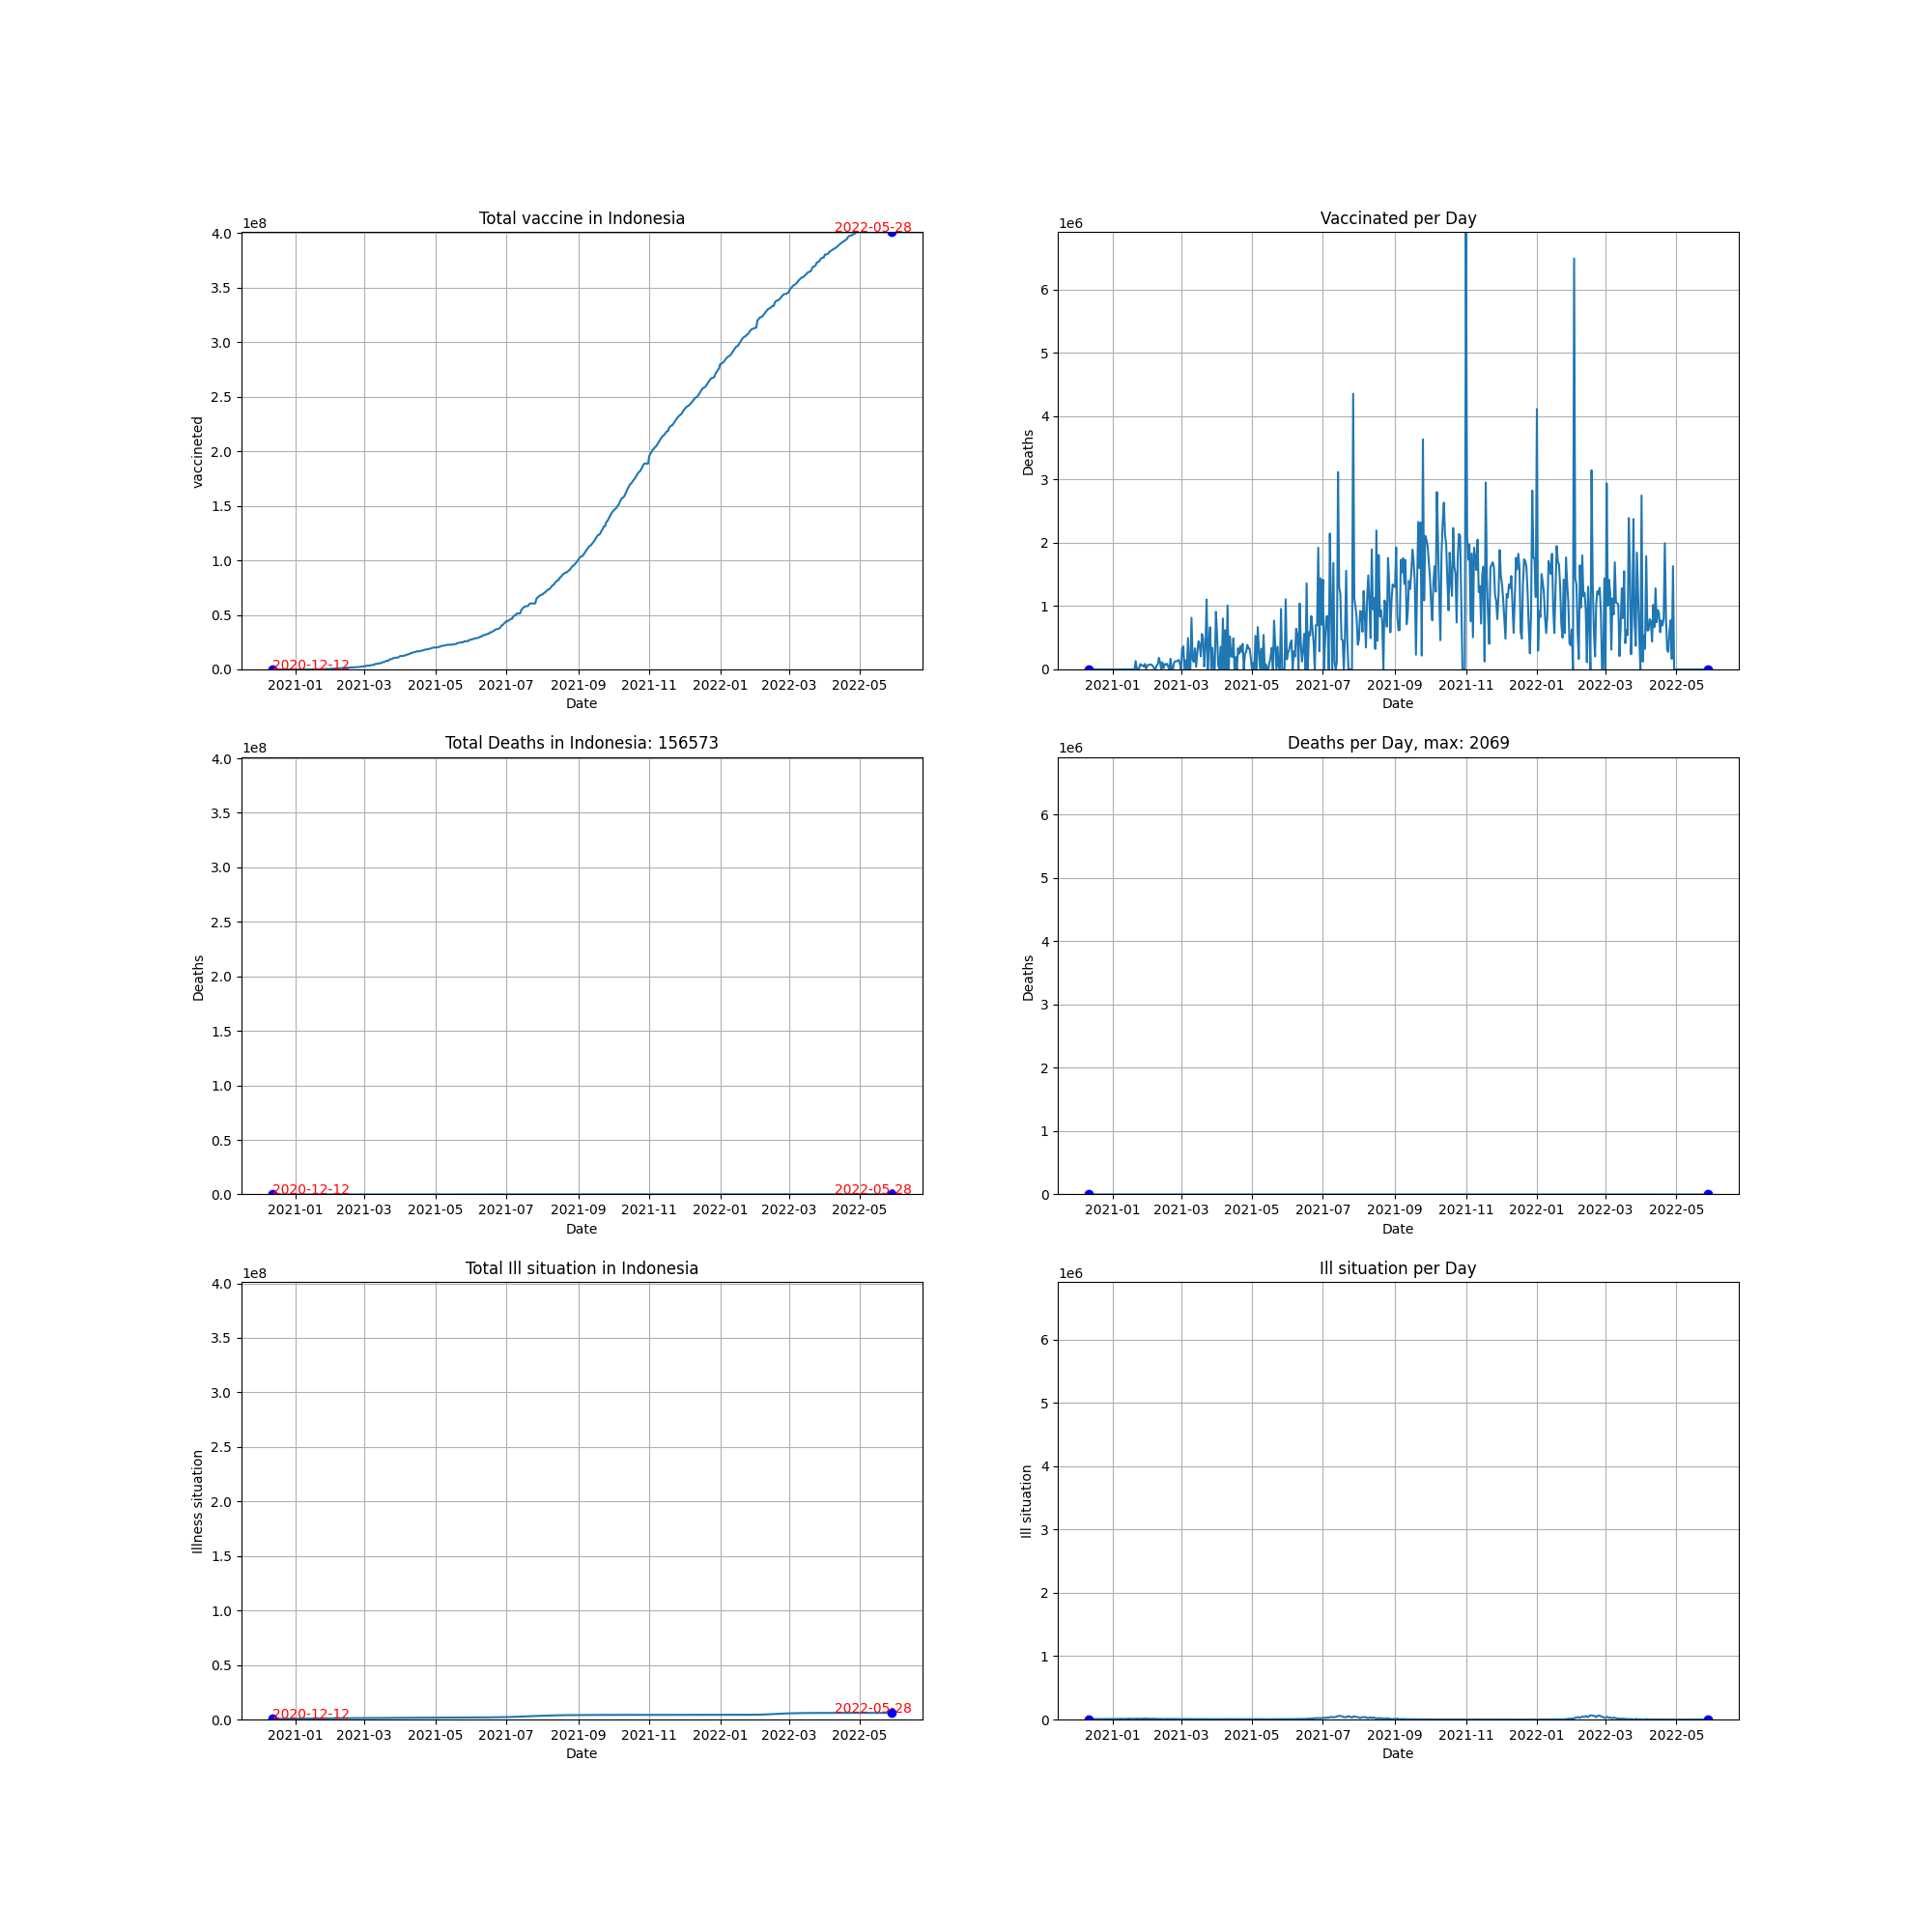 Total vaccine in Indonesia
1e8
4.0
3.5
3.0
2.5
2.0
1.5
1.0
0.5
0.0
vaccineted
2020-12-12
2022-05-28
2021-01 2021-03 2021-05 2021-07 2021-09 2021-11 2022-01 2022-03 2022-05
Date
Vaccinated per Day
1e6
6
5
4
3
2
1
0
Deaths
2021-01 2021-03 2021-05 2021-07 2021-09 2021-11 2022-01 2022-03 2022-05
Date
Total Deaths in Indonesia: 156573
1e8
4.0
3.5
3.0
2.5
2.0
1.5
1.0
0.5
0.0
Deaths
2020-12-12
2022-05-28
2021-01 2021-03 2021-05 2021-07 2021-09 2021-11 2022-01 2022-03 2022-05
Date
Deaths per Day, max: 2069
1e6
6
5
4
3
2
1
0
Deaths
2021-01 2021-03 2021-05 2021-07 2021-09 2021-11 2022-01 2022-03 2022-05
Date
Total Ill situation in Indonesia
1e8
4.0
3.5
3.0
2.5
2.0
1.5
1.0
0.5
0.0
Illness situation
2020-12-12
2022-05-28
2021-01 2021-03 2021-05 2021-07 2021-09 2021-11 2022-01 2022-03 2022-05
Date
Ill situation per Day
1e6
6
5
4
3
2
1
0
Ill situation
2021-01 2021-03 2021-05 2021-07 2021-09 2021-11 2022-01 2022-03 2022-05
Date